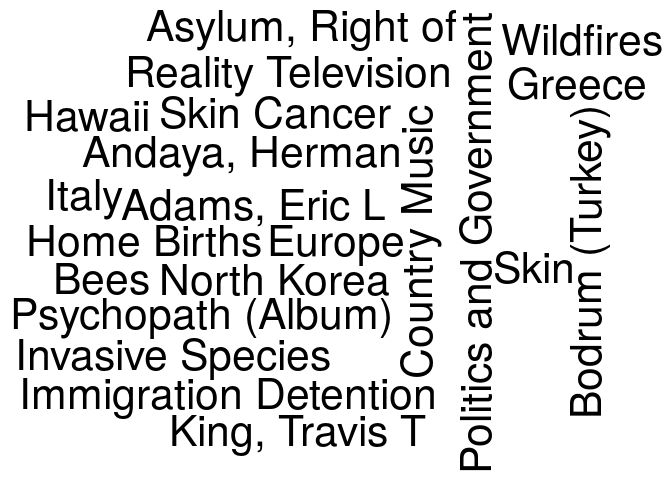 Asylum, Right of
Reality Television
Hawaii
Skin Cancer
Andaya, Herman
Italy
Adams, Eric L
Home Births
Europe
Bees
North Korea
Psychopath (Album)
Invasive Species
Immigration Detention
King, Travis T
Country Music
Politics and Government
Wildfires
Greece
Skin
Bodrum (Turkey)